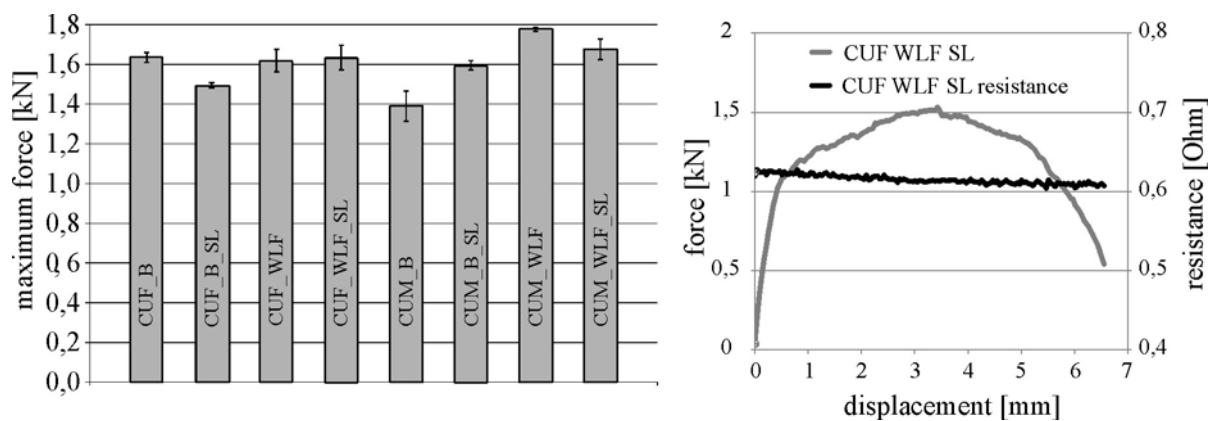 maximum force [kN]
1,8
1,6
1,4
1,2
1,0
0,8
0,6
0,4
0,2
0,0
CUF_B
CUF_B_SL
CUF_WLF
CUF_WLF_SL
CUM_B
CUM_B_SL
CUM_WLF
CUM_WLF_SL
force [kN]
2
1,5
1
0,5
0
CUF WLF SL
CUF WLF SL resistance
0,8
0,7
0,6
0,5
0,4
resistance [Ohm]
0 1 2 3 4 5 6 7
displacement [mm]